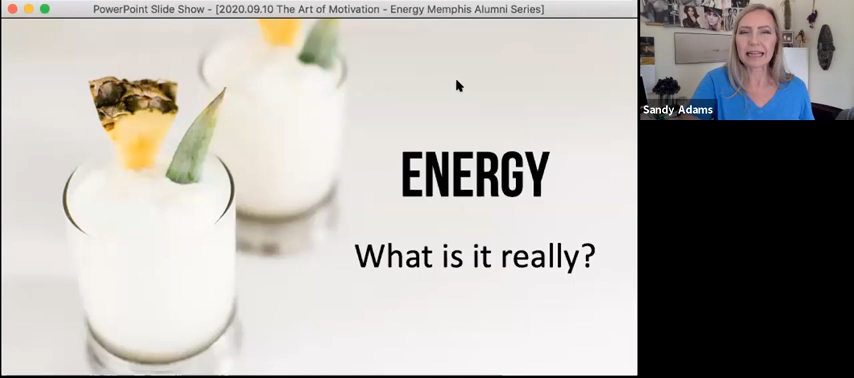 PowerPoint Slide Show - [2020.09.10 The Art of Motivation - Energy Memphis Alumni Series]
Sandy Adams
ENERGY
What is it really?